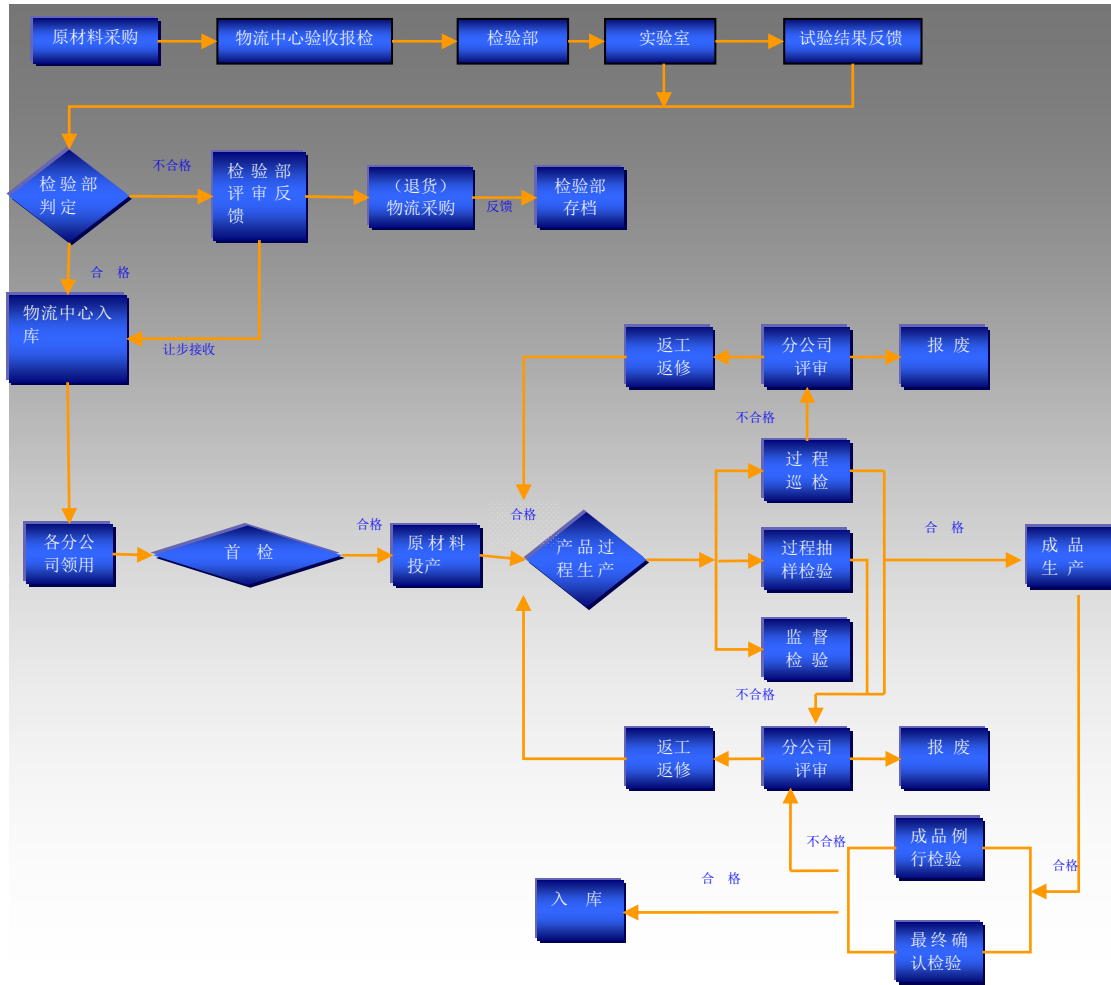 原材料采购
物流中心验收报检
检验部
实验室
试验结果反馈
检验部
判定
不合格
检验部
评审反
馈
（退货）
物流采购
反馈
检验部
存档
合 格
物流中心入
库
让步接收
返工
返修
分公司
评审
报 废
不合格
过 程
巡 检
合格
各分公
司领用
首 检
合格
原材料
投产
产品过
程生产
过程抽
样检验
合 格
成 品
生 产
监 督
检 验
不合格
返工
返修
分公司
评审
报 废
不合格
成品例
行检验
合格
合 格
入 库
最终确
认检验